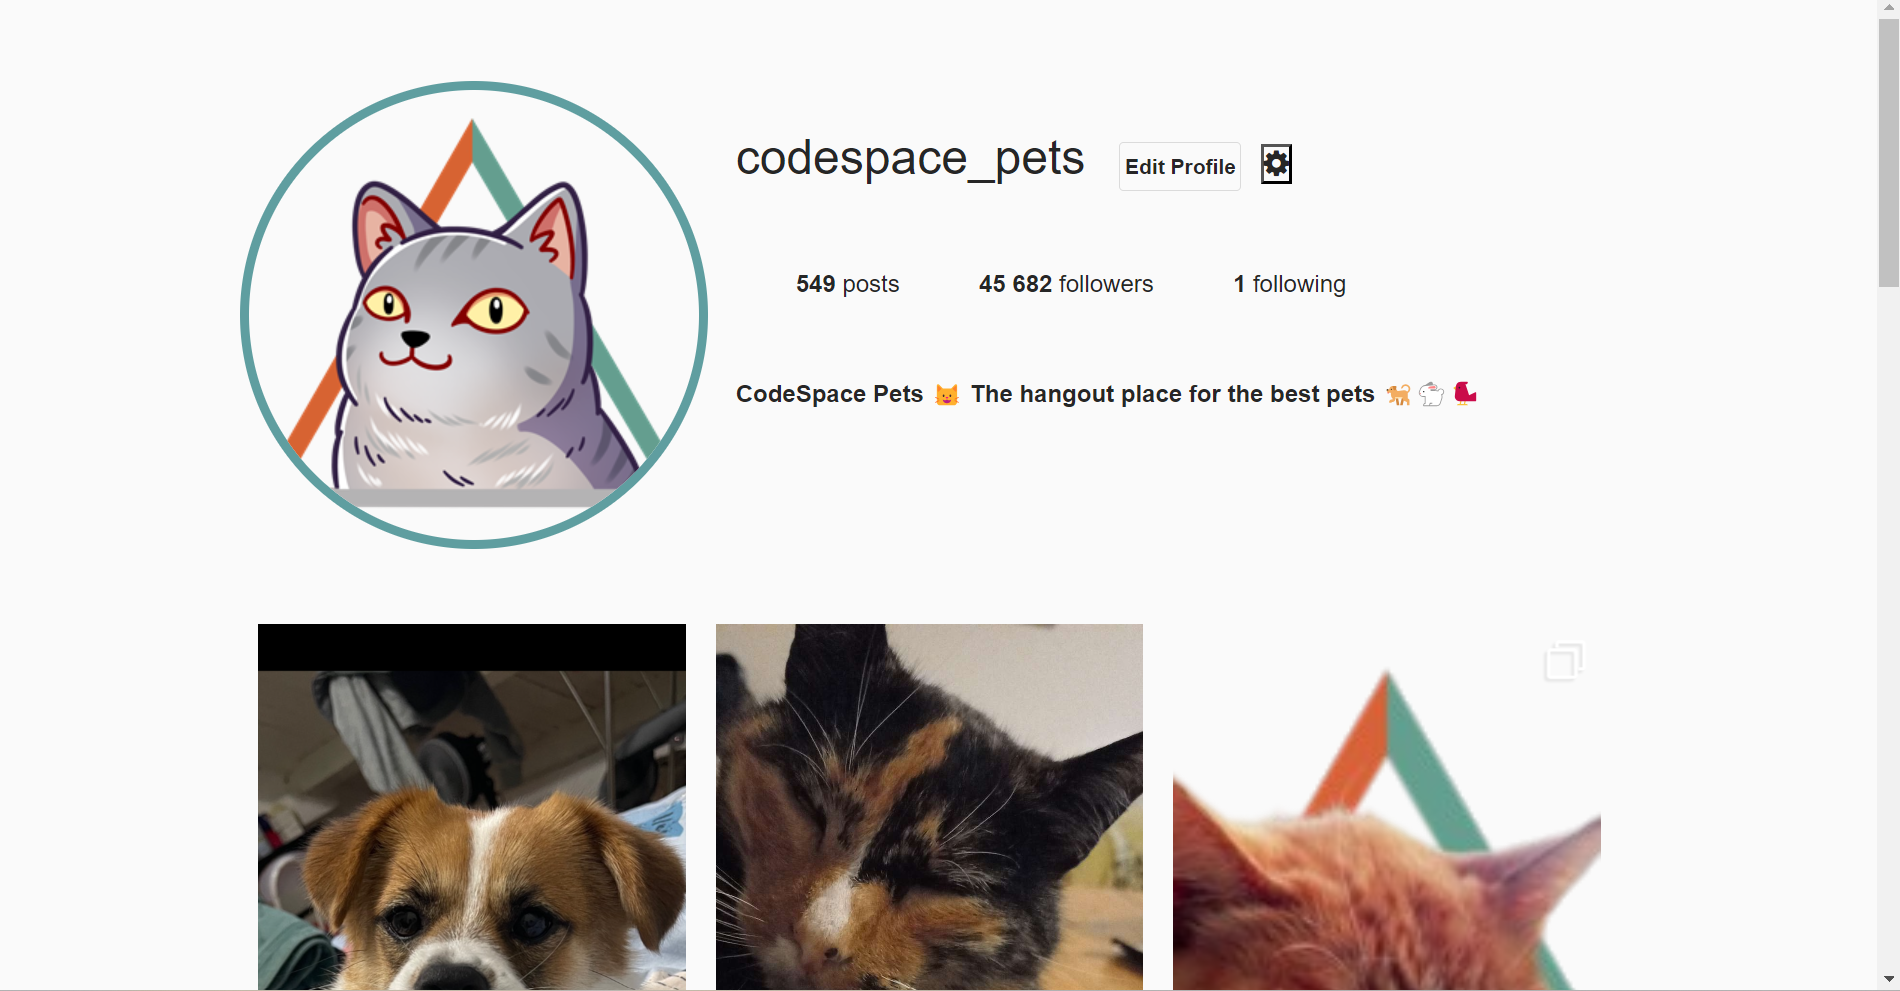 codespace_pets Edit Profile
549 posts 45 682 followers 1 following
CodeSpace Pets 😺 The hangout place for the best pets 🐈🐇🐦